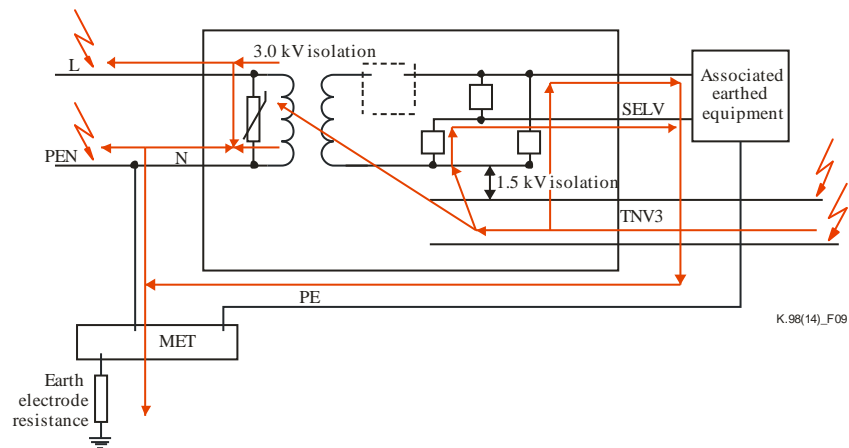 3.0 kV isolation
L
Associated
earthed
equipment
SELV
PEN
N
1.5 kV isolation
TNV3
PE
K.98(14)_F09
MET
Earth
electrode
resistance